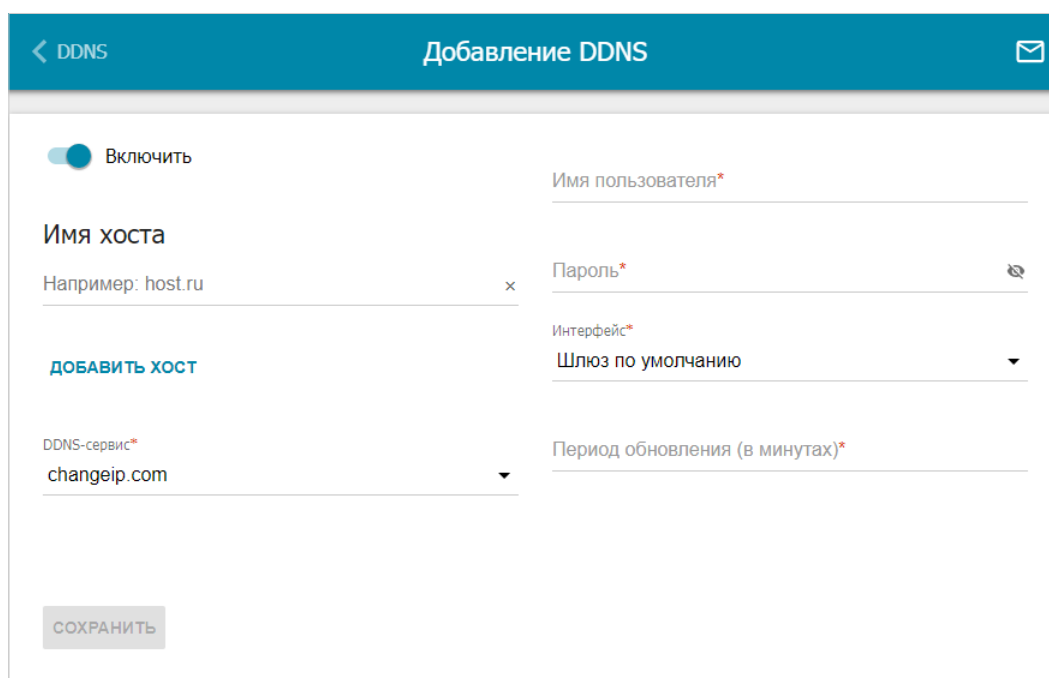 DDNS
Добавление DDNS
Включить
Имя хоста
Например: host.ru
×
ДОБАВИТЬ ХОСТ
DDNS-сервис*
changeip.com
СОХРАНИТЬ
Имя пользователя*
Пароль*
Интерфейс*
Шлюз по умолчанию
Период обновления (в минутах)*